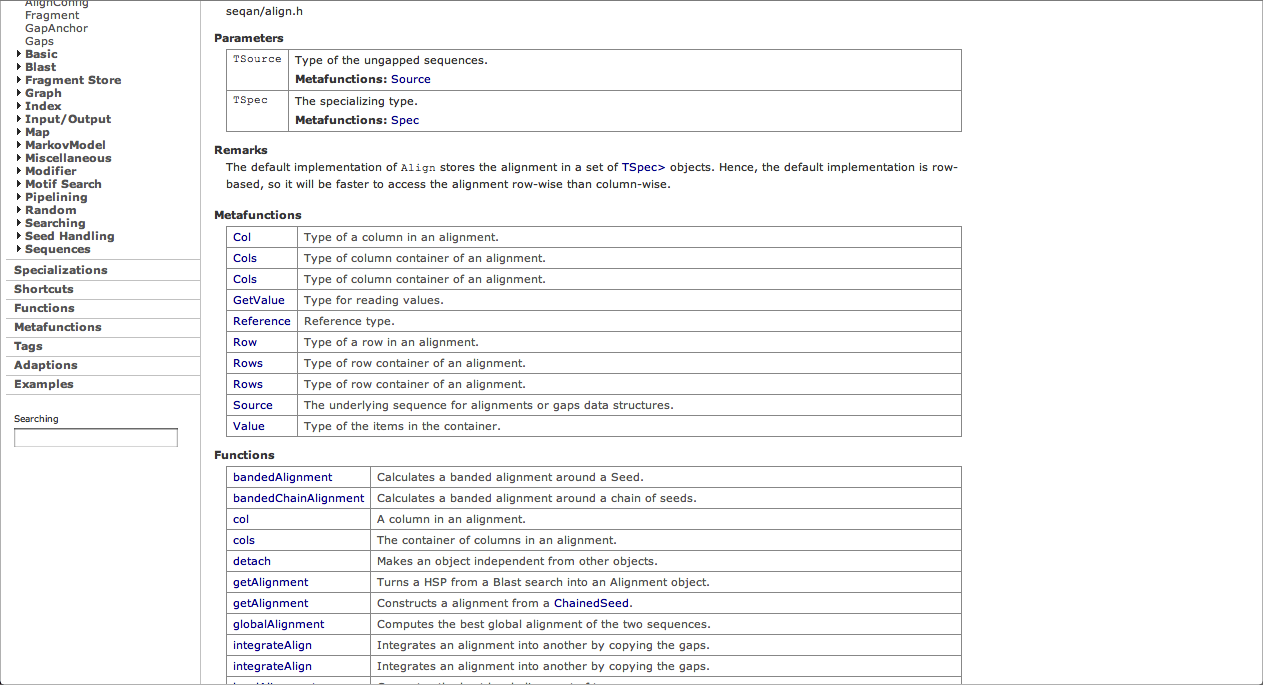 AlignConfig
Fragment
GapAnchor
Gaps
Basic
Blast
Fragment Store
Graph
Index
Input/Output
Map
MarkovModel
Miscellaneous
Modifier
Motif Search
Pipelining
Random
Searching
Seed Handling
Sequences
Specializations
Shortcuts
Functions
Metafunctions
Tags
Adaptions
Examples
Searching
seqan/align.h
Parameters
TSource Type of the ungapped sequences.
Metafunctions: Source
TSpec The specializing type.
Metafunctions: Spec
Remarks
The default implementation of Align stores the alignment in a set of TSpec> objects. Hence, the default implementation is row-
based, so it will be faster to access the alignment row-wise than column-wise.
Metafunctions
Col Type of a column in an alignment.
Cols Type of column container of an alignment.
Cols Type of column container of an alignment.
GetValue Type for reading values.
Reference Reference type.
Row Type of a row in an alignment.
Rows Type of row container of an alignment.
Rows Type of row container of an alignment.
Source The underlying sequence for alignments or gaps data structures.
Value Type of the items in the container.
Functions
bandedAlignment Calculates a banded alignment around a Seed.
bandedChainAlignment Calculates a banded alignment around a chain of seeds.
col A column in an alignment.
cols The container of columns in an alignment.
detach Makes an object independent from other objects.
getAlignment Turns a HSP from a Blast search into an Alignment object.
getAlignment Constructs a alignment from a ChainedSeed.
globalAlignment Computes the best global alignment of the two sequences.
integrateAlign Integrates an alignment into another by copying the gaps.
integrateAlign Integrates an alignment into another by copying the gaps.